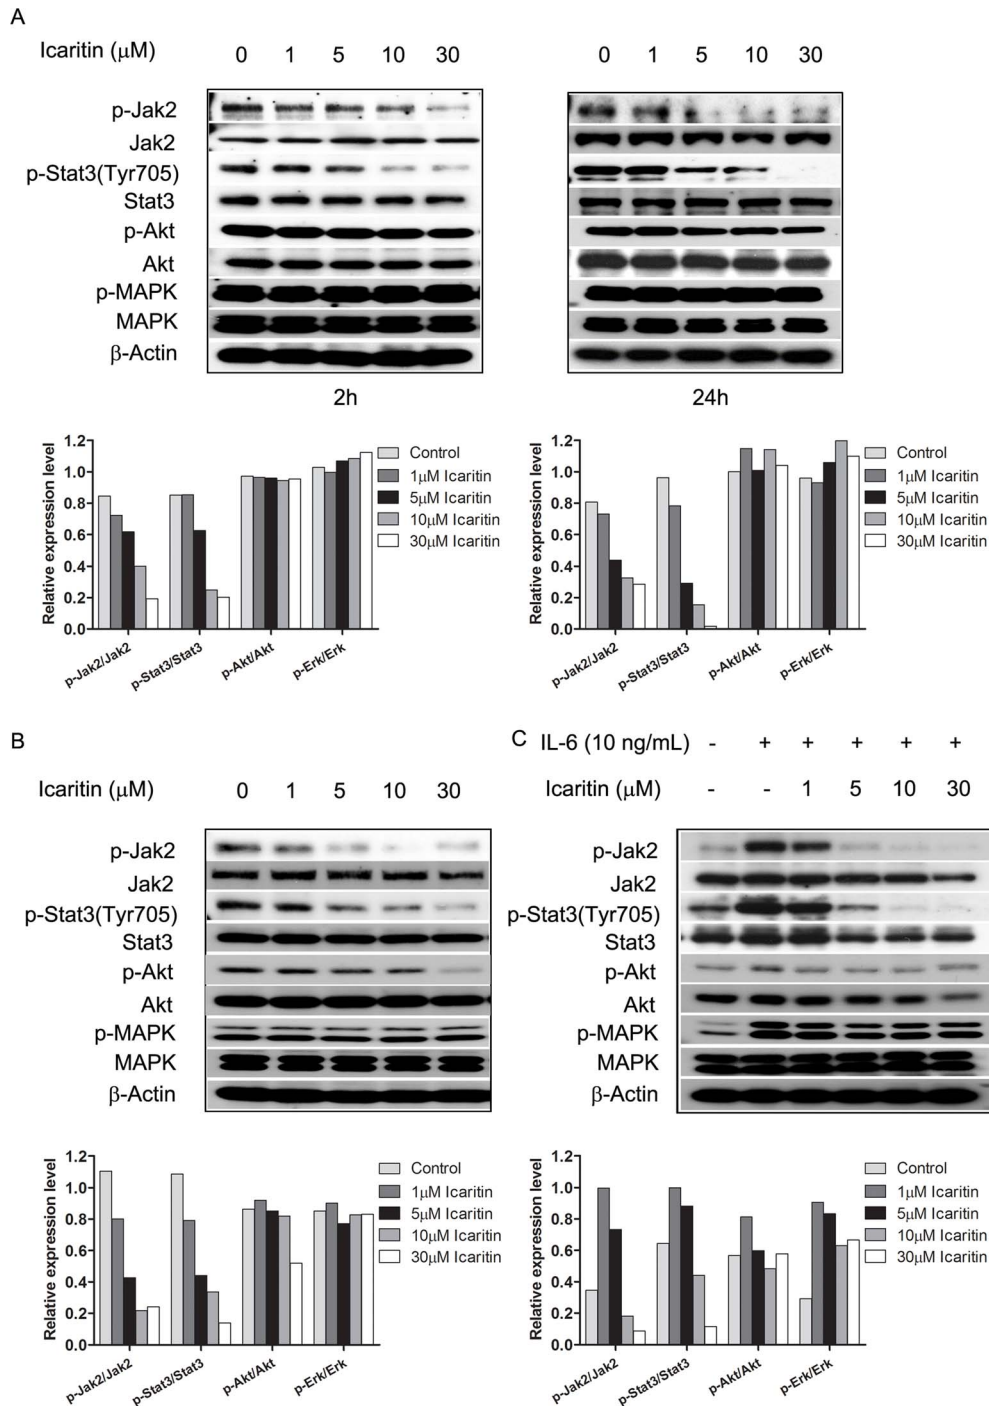 A
Icaritin (μM) 0 1 5 10 30 0 1 5 10 30
p-Jak2
Jak2
p-Stat3(Tyr705)
Stat3
p-Akt
Akt
p-MAPK
MAPK
β-Actin
2h 24h
Relative expression level
1.2
1.0
0.8
0.6
0.4
0.2
0.0
p-Jak2/Jak2
p-Stat3/Stat3
p-Akt/Akt
p-Erk/Erk
Control
1μM Icaritin
5μM Icaritin
10μM Icaritin
30μM Icaritin
Relative expression level
1.2
1.0
0.8
0.6
0.4
0.2
0.0
p-Jak2/Jak2
p-Stat3/Stat3
p-Akt/Akt
p-Erk/Erk
Control
1μM Icaritin
5μM Icaritin
10μM Icaritin
30μM Icaritin
B
Icaritin (μM) 0 1 5 10 30
p-Jak2
Jak2
p-Stat3(Tyr705)
Stat3
p-Akt
Akt
p-MAPK
MAPK
β-Actin
Relative expression level
1.2
1.0
0.8
0.6
0.4
0.2
0.0
p-Jak2/Jak2
p-Stat3/Stat3
p-Akt/Akt
p-Erk/Erk
Control
1μM Icaritin
5μM Icaritin
10μM Icaritin
30μM Icaritin
C
IL-6 (10 ng/mL) - + + + + +
Icaritin (μM) - - 1 5 10 30
p-Jak2
Jak2
p-Stat3(Tyr705)
Stat3
p-Akt
Akt
p-MAPK
MAPK
β-Actin
Relative expression level
1.2
1.0
0.8
0.6
0.4
0.2
0.0
p-Jak2/Jak2
p-Stat3/Stat3
p-Akt/Akt
p-Erk/Erk
Control
1μM Icaritin
5μM Icaritin
10μM Icaritin
30μM Icaritin